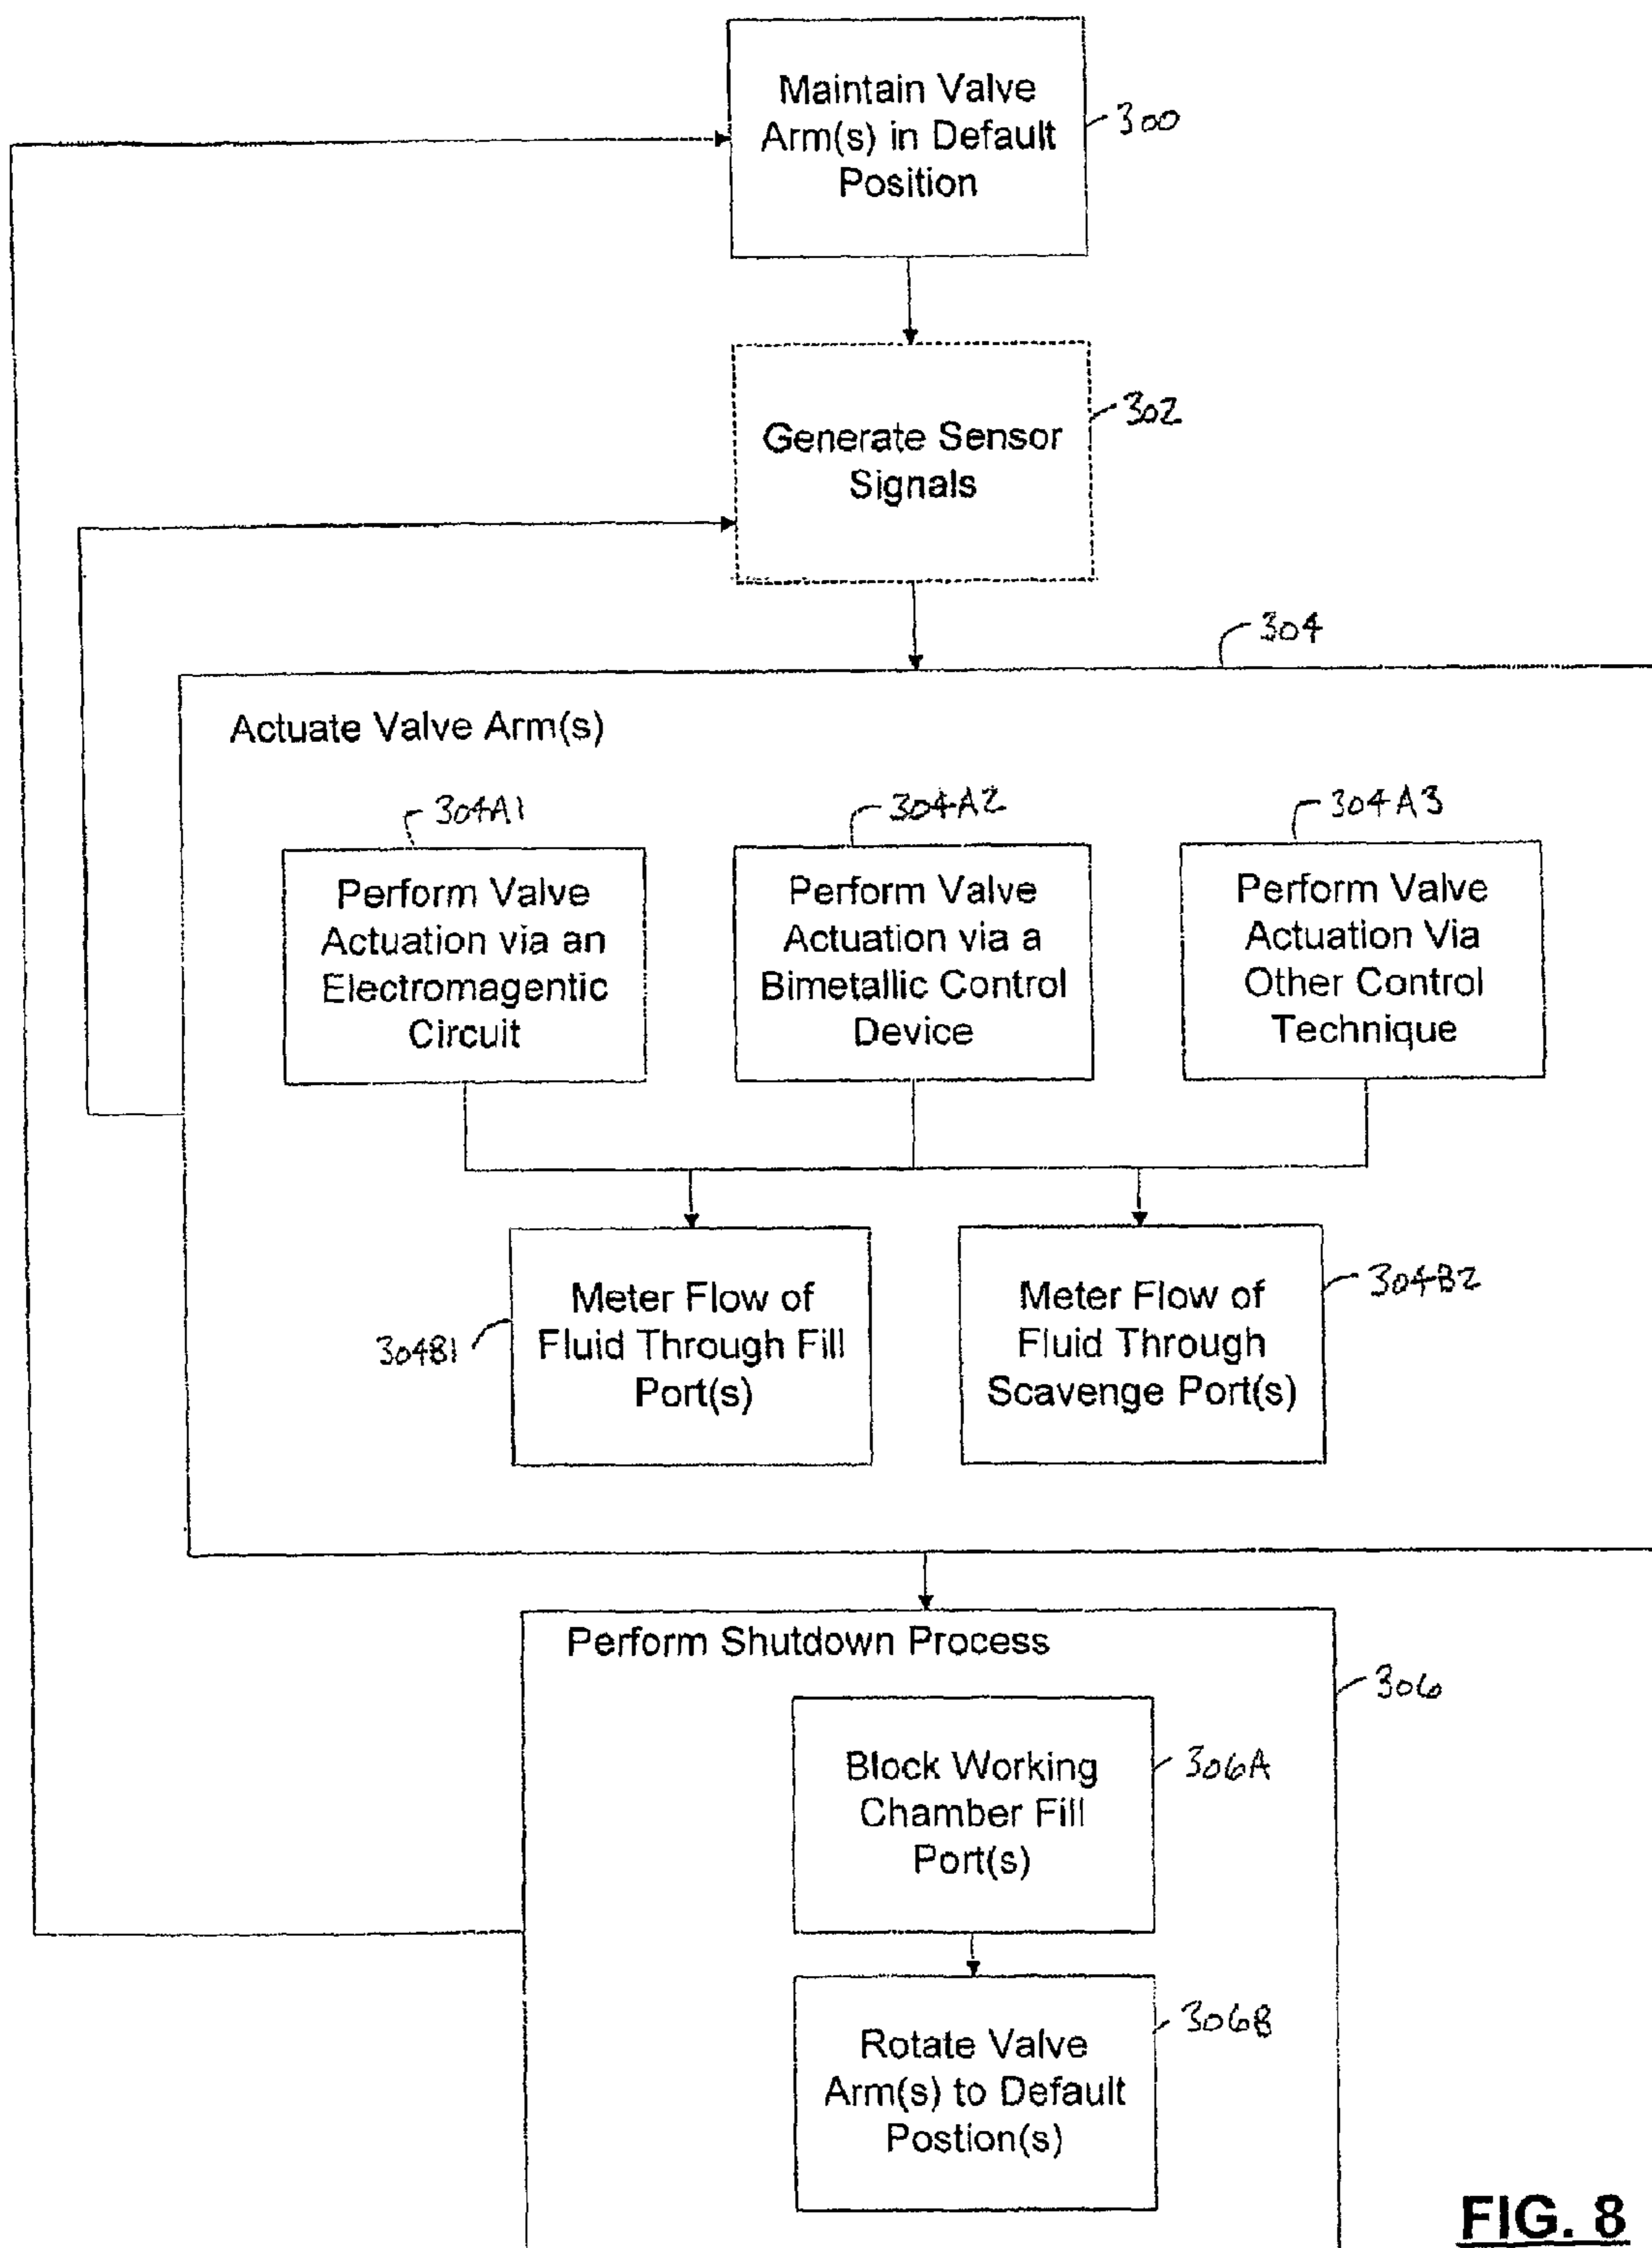 Maintain Valve
Arm(s) in Default
Position
300
Generate Sensor
Signals
302
304
Actuate Valve Arm(s)
304A1
304A2
304A3
Perform Valve
Actuation via an
Electromagentic
Circuit
Perform Valve
Actuation via a
Bimetallic Control
Device
Perform Valve
Actuation Via
Other Control
Technique
Meter Flow of
Fluid Through Fill
Port(s)
304B1
Meter Flow of
Fluid Through
Scavenge Port(s)
304B2
Perform Shutdown Process
306
Block Working
Chamber Fill
Port(s)
306A
Rotate Valve
Arm(s) to Default
Postion(s)
306B
FIG. 8